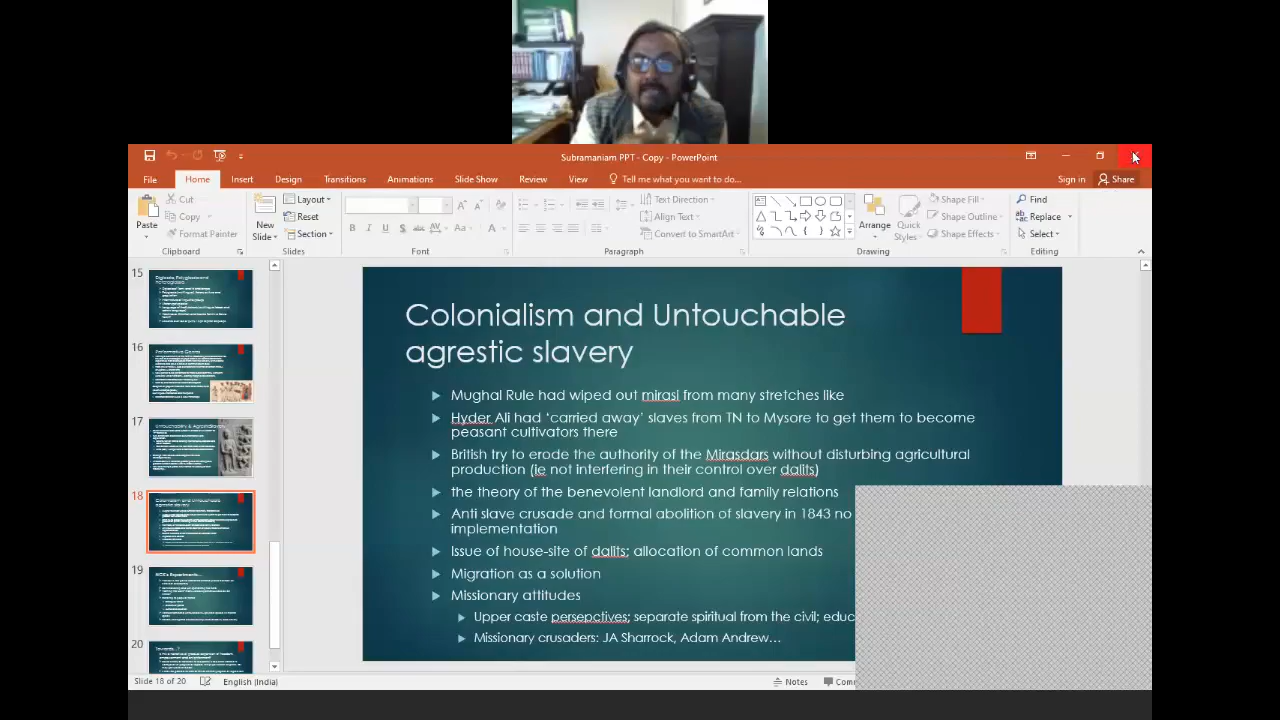 Subramaniam PPT - Copy - PowerPoint
File Home Insert Design Transitions Animations Slide Show Review View Tell me what you want to do... Sign in Share
Cut
Copy
Format Painter
Paste
Clipboard
New
Slide
Layout
Reset
Section
Slides
Font
Text Direction
Align Text
Convert to SmartArt
Paragraph
Arrange
Quick
Styles
Shape Fill
Shape Outline
Shape Effects
Drawing
Find
Replace
Select
Editing
15
16
17
18
19
20
Colonialism and Untouchable
agrestic slavery
Mughal Rule had wiped out mirasi from many stretches like
Hyder Ali had ‘carried away’ slaves from TN to Mysore to get them to become
peasant cultivators there
British try to erode the authority of the Mirasdars without disturbing agricultural
production (ie not interfering in their control over dalits)
the theory of the benevolent landlord and family relations
Anti slave crusade and formal abolition of slavery in 1843 no
implementation
Issue of house-site of dalits; allocation of common lands
Migration as a solution
Missionary attitudes
Upper caste persepctives; separate spiritual from the civil; educ
Missionary crusaders: JA Sharrock, Adam Andrew…
Slide 18 of 20 English (India) Notes Comm